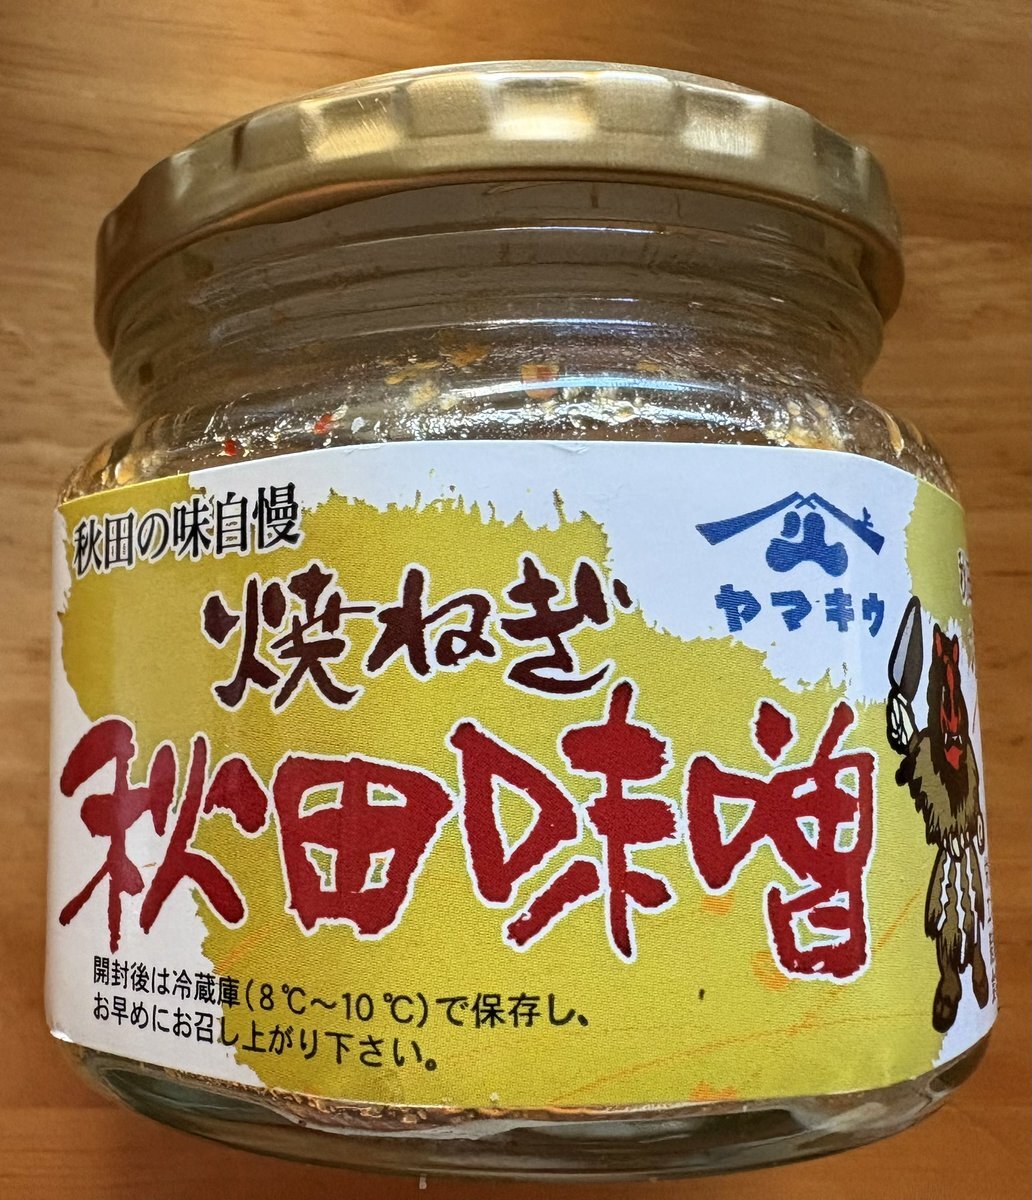 秋田の味自慢
上
ヤマキウ
焼ねぎ
秋田味噌
開封後は冷蔵庫(8℃〜10℃)で保存し、
お早めにお召し上がり下さい。